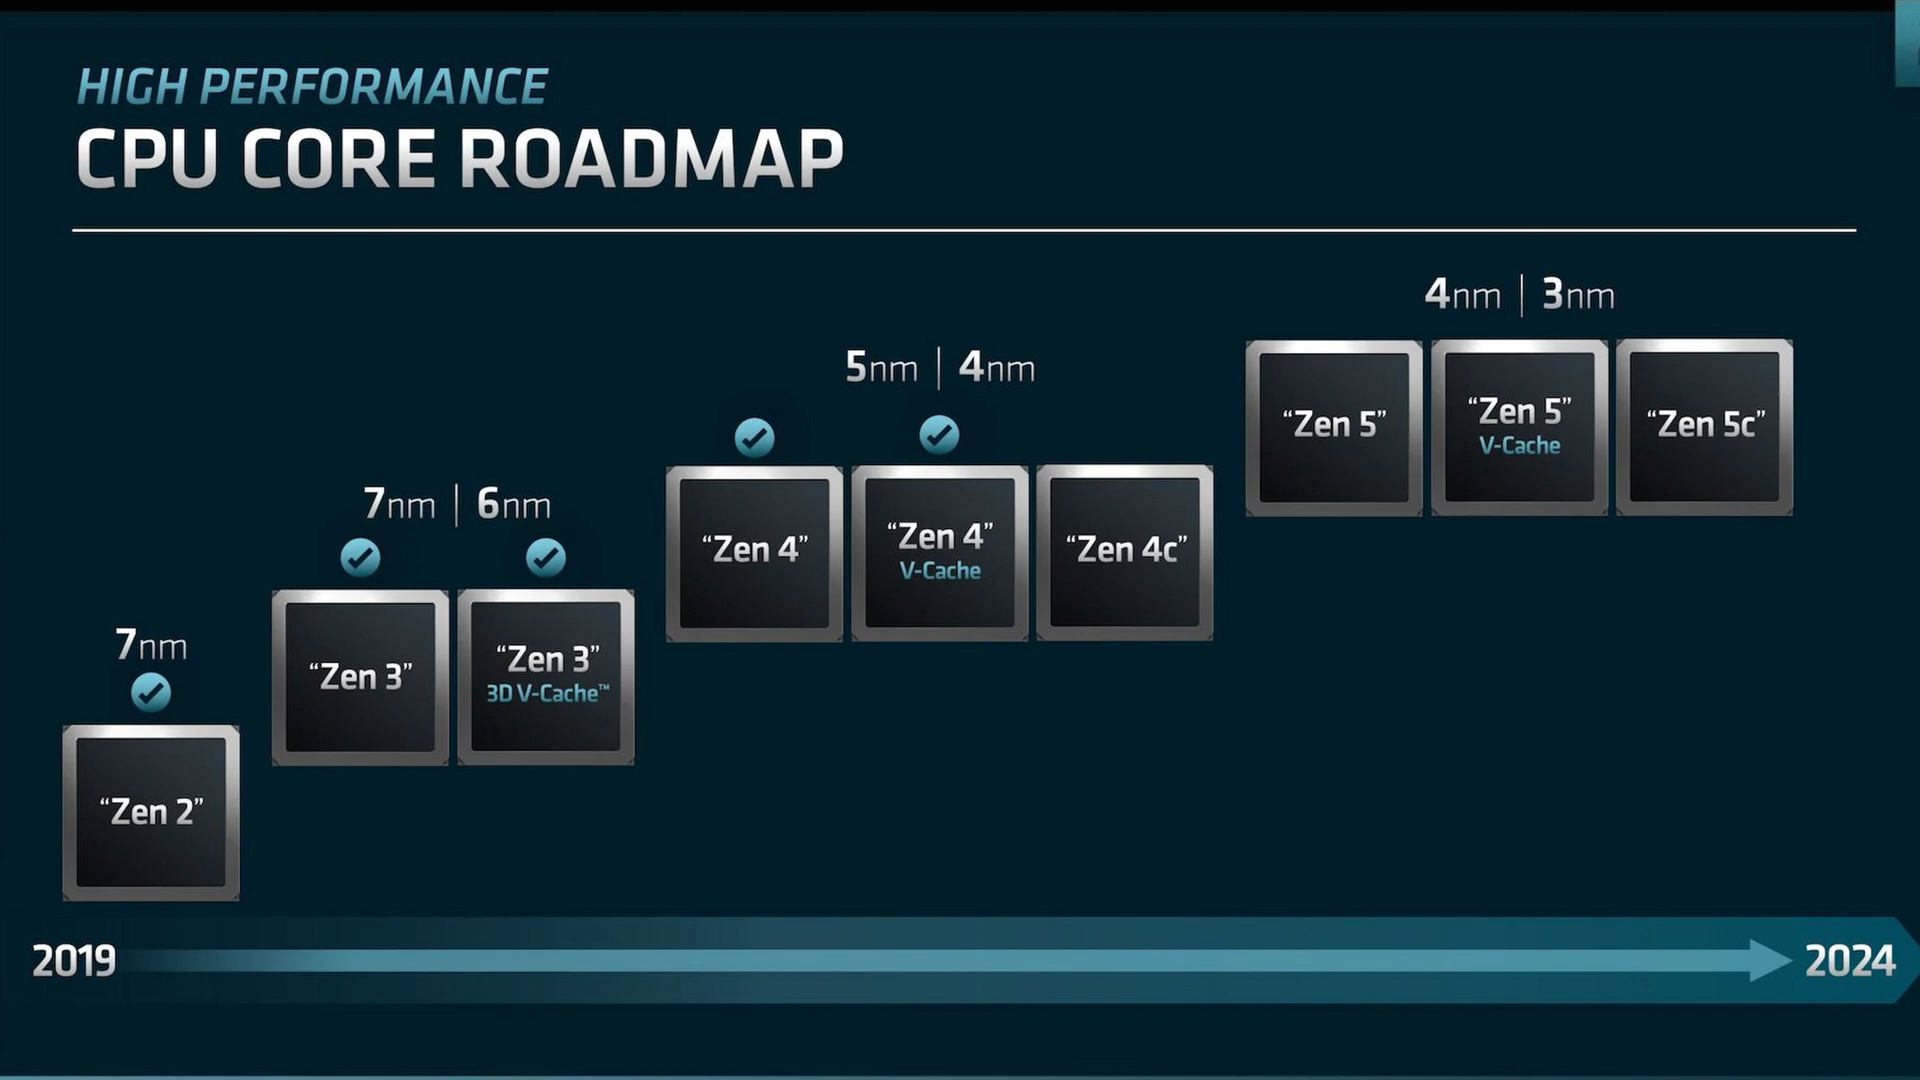 HIGH PERFORMANCE
CPU CORE ROADMAP
7nm
“Zen 2”
7nm | 6nm
“Zen 3”
“Zen 3”
3D V-Cache™
5nm | 4nm
“Zen 4”
“Zen 4”
V-Cache
“Zen 4c”
4nm | 3nm
“Zen 5”
“Zen 5”
V-Cache
“Zen 5c”
2019
2024